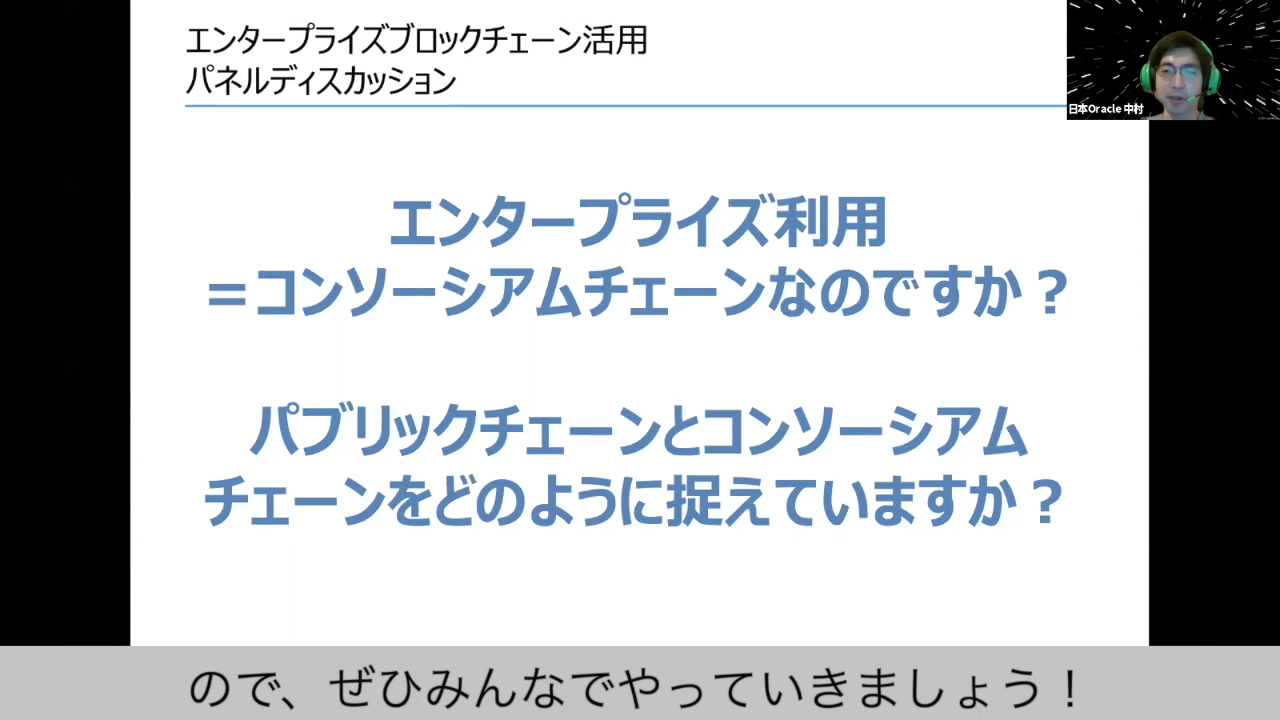 エンタープライズブロックチェーン活用
パネルディスカッション
日本Oracle 中村
エンタープライズ利用
＝コンソーシアムチェーンなのですか？
パブリックチェーンとコンソーシアム
チェーンをどのように捉えていますか？
ので、ぜひみんなでやっていきましょう！